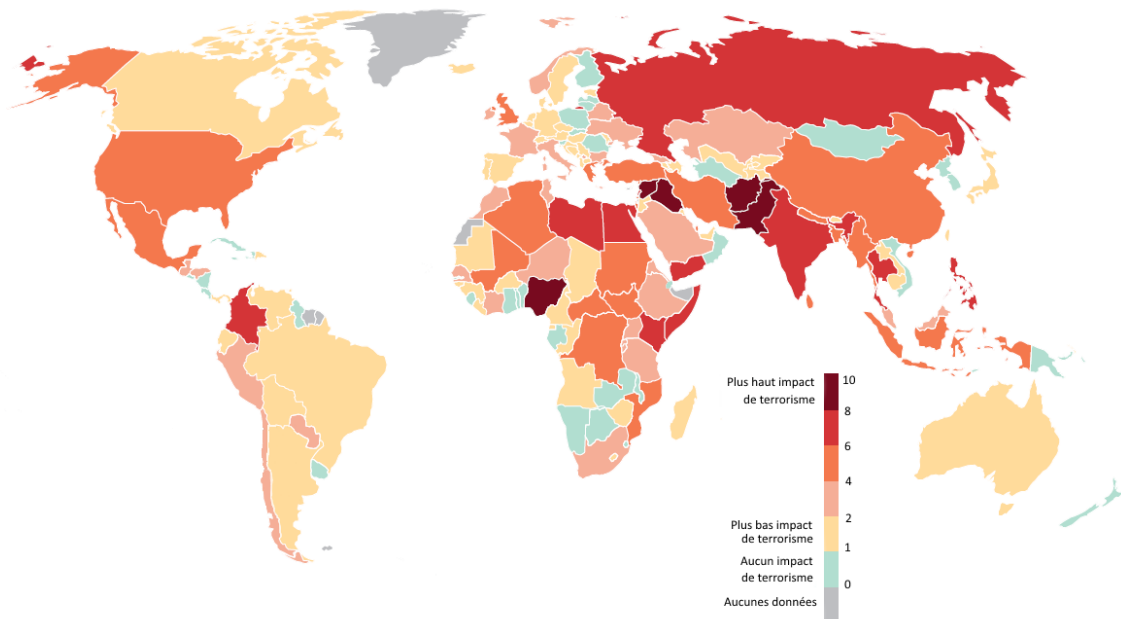 Plus haut impact
de terrorisme
10
8
6
4
2
Plus bas impact
de terrorisme
1
Aucun impact
de terrorisme
0
Aucunes données